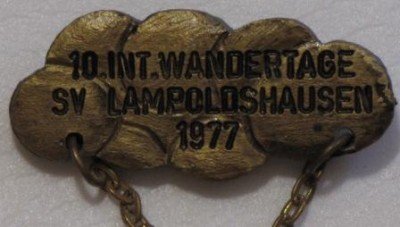 10.INT.WANDERTAGE
SV LAMPOLDSHAUSEN
1977